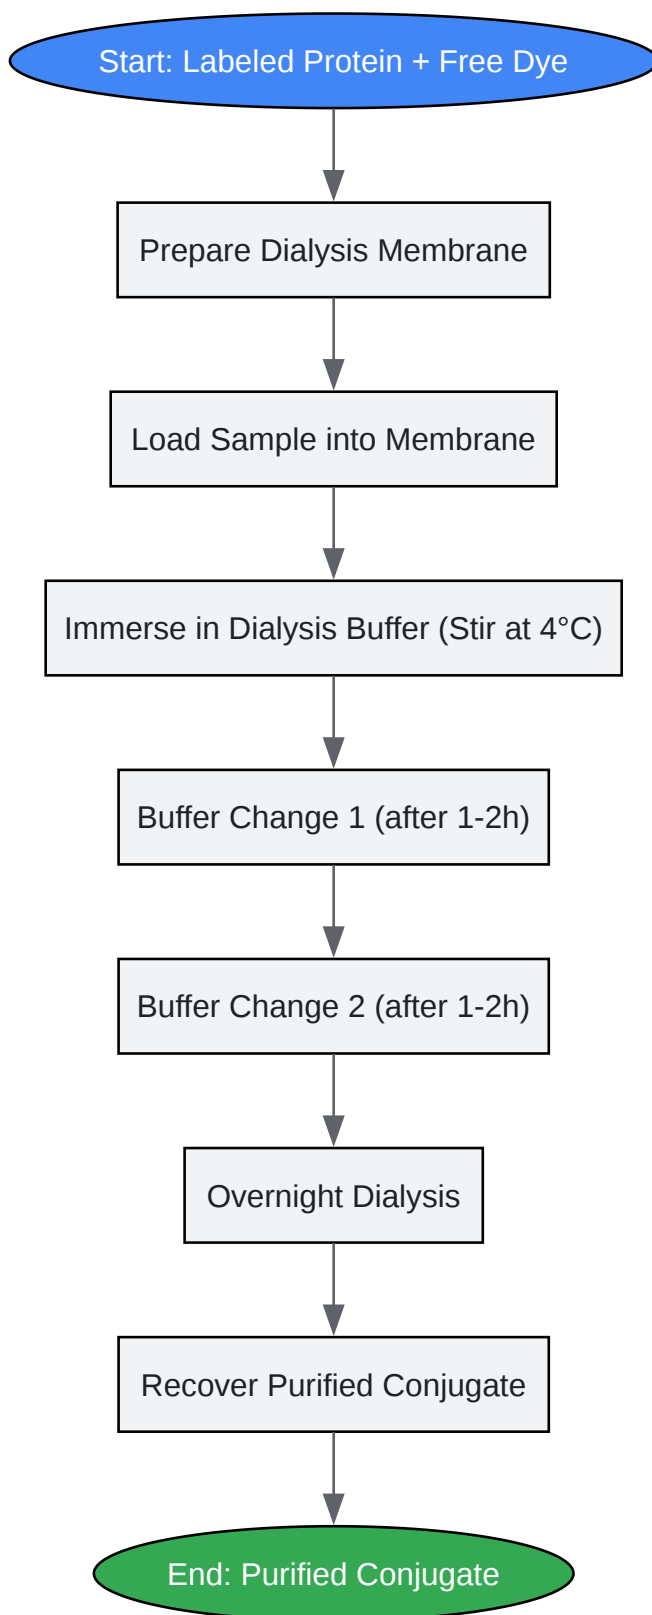 Start: Labeled Protein + Free Dye
Prepare Dialysis Membrane
Load Sample into Membrane
Immerse in Dialysis Buffer (Stir at 4°C)
Buffer Change 1 (after 1-2h)
Buffer Change 2 (after 1-2h)
Overnight Dialysis
Recover Purified Conjugate
End: Purified Conjugate